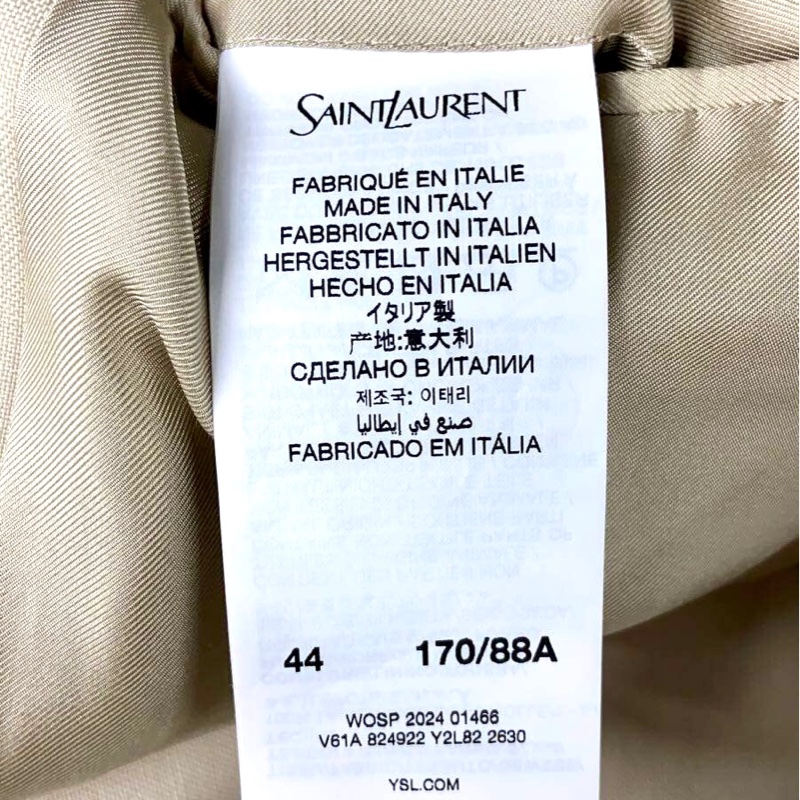 SAINT LAURENT
FABRIQUÉ EN ITALIE
MADE IN ITALY
FABBRICATO IN ITALIA
HERGESTELLT IN ITALIEN
HECHO EN ITALIA
イタリア製
产地:意大利
СДЕЛАНО В ИТАЛИИ
제조국: 이태리
صنع في إيطاليا
FABRICADO EM ITÁLIA
44 170/88A
WOSP 2024 01466
V61A 824922 Y2L82 2630
YSL.COM